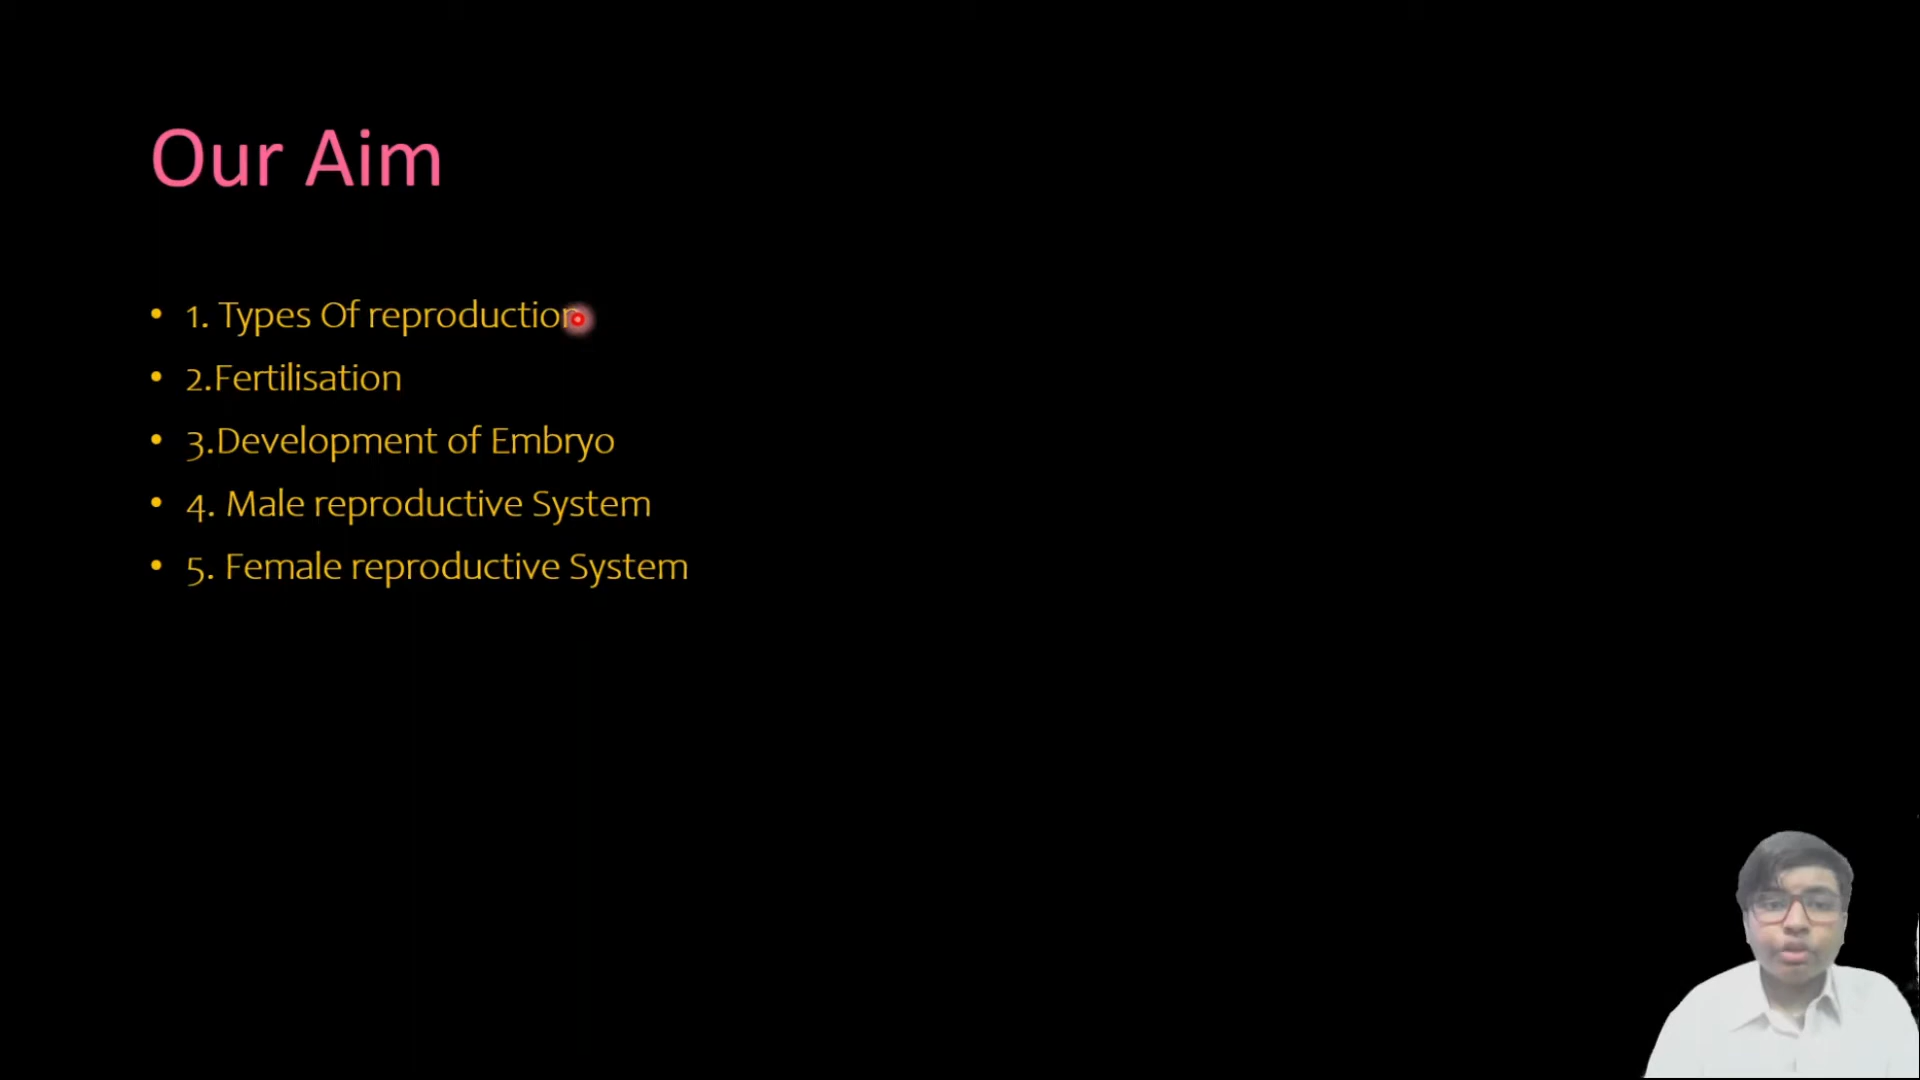 Our Aim
• 1. Types Of reproduction
• 2.Fertilisation
• 3.Development of Embryo
• 4. Male reproductive System
• 5. Female reproductive System